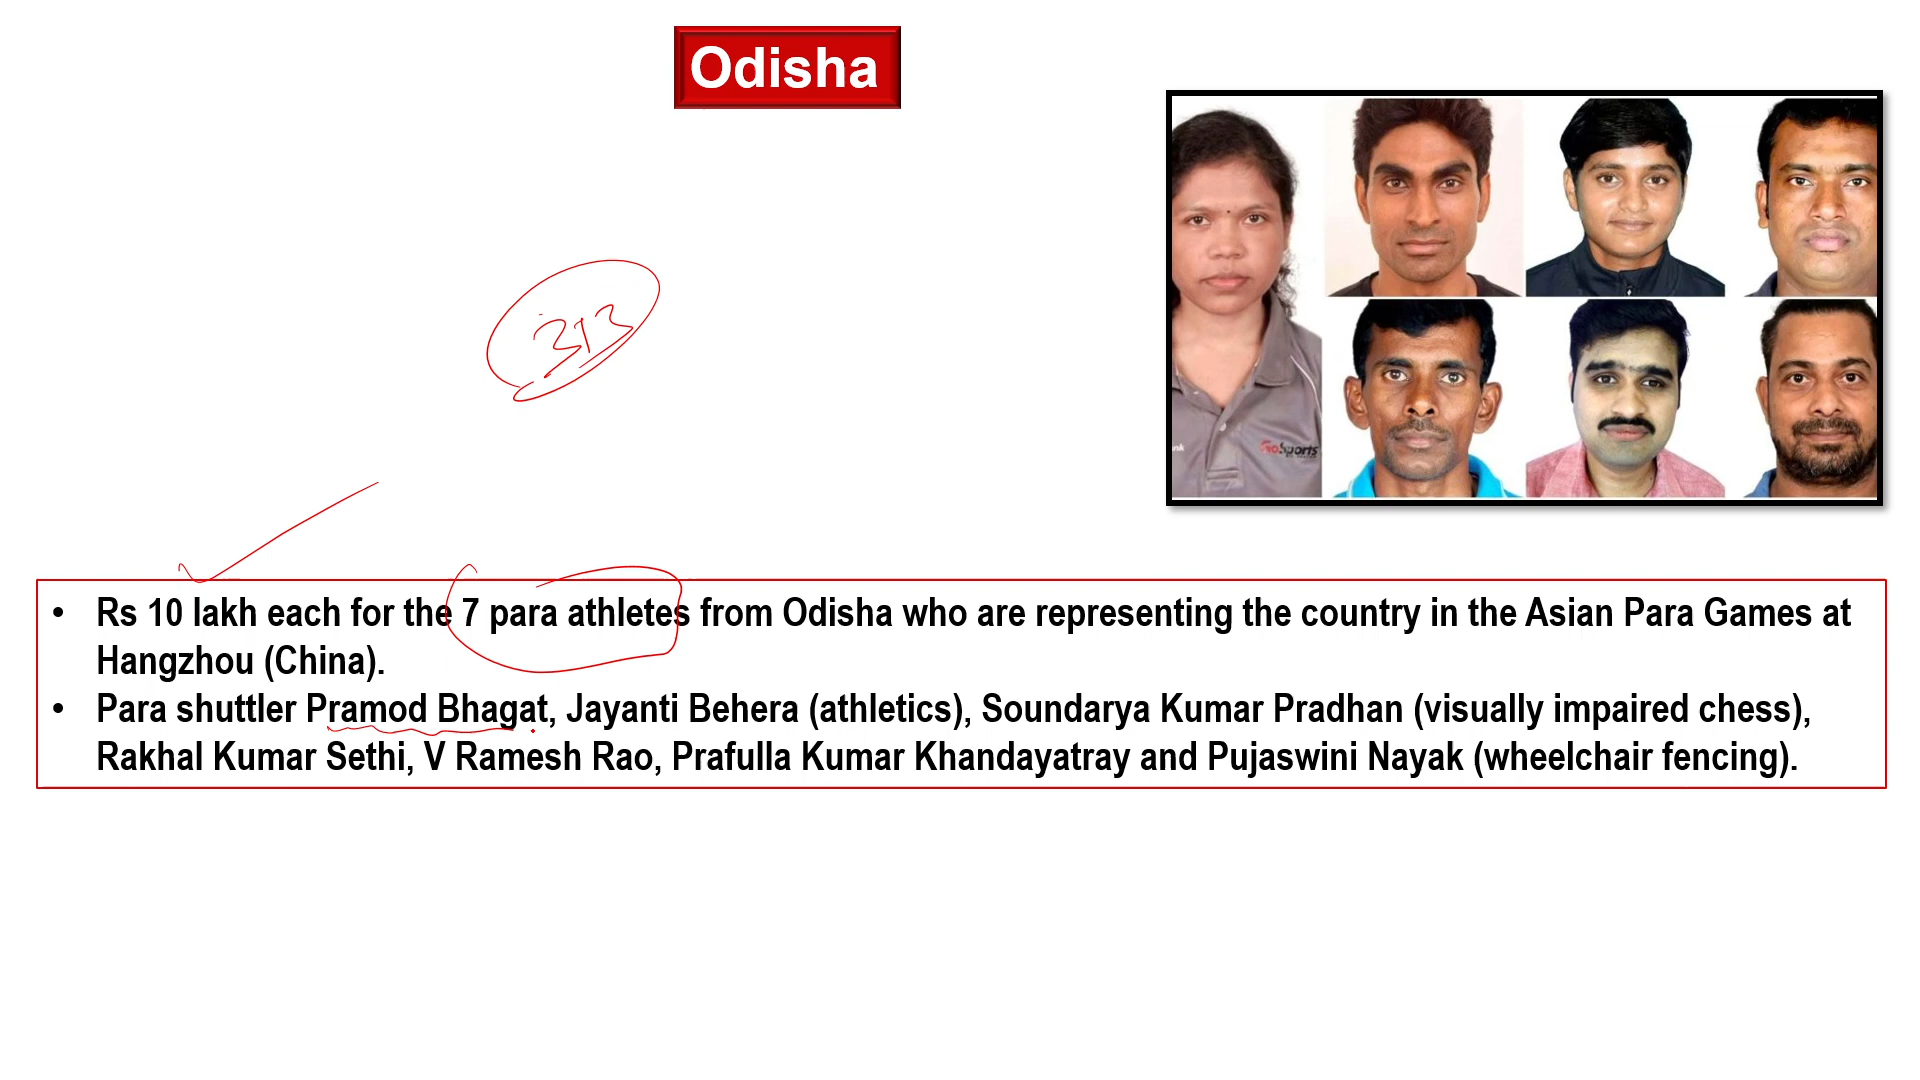 Odisha
313
GoSports
• Rs 10 lakh each for the 7 para athletes from Odisha who are representing the country in the Asian Para Games at
Hangzhou (China).
• Para shuttler Pramod Bhagat, Jayanti Behera (athletics), Soundarya Kumar Pradhan (visually impaired chess),
Rakhal Kumar Sethi, V Ramesh Rao, Prafulla Kumar Khandayatray and Pujaswini Nayak (wheelchair fencing).